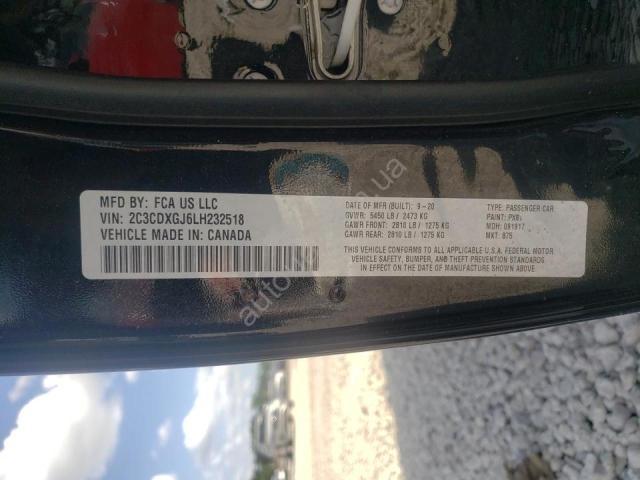 MFD BY: FCA US LLC
VIN: 2C3CDXGJ6LH232518
VEHICLE MADE IN: CANADA
DATE OF MFR (BUILT): 9-20
GVWR: 5450 LB / 2473 KG
GAWR FRONT: 2810 LB / 1275 KG
GAWR REAR: 2810 LB / 1275 KG
TYPE: PASSENGER CAR
PAINT: PX8
MDH: 091917
MXT: 875
THIS VEHICLE CONFORMS TO ALL APPLICABLE U.S.A. FEDERAL MOTOR
VEHICLE SAFETY, BUMPER, AND THEFT PREVENTION STANDARDS
IN EFFECT ON THE DATE OF MANUFACTURE SHOWN ABOVE.